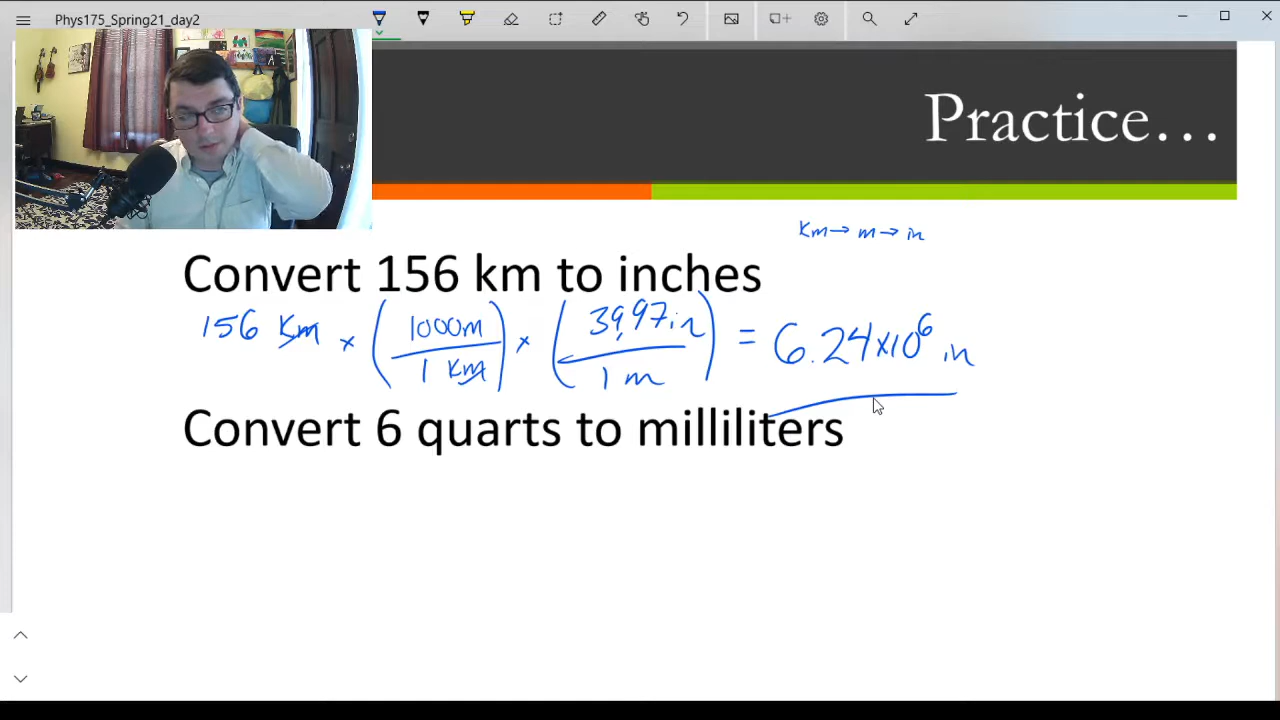 Phys175_Spring21_day2
Practice...
Km → m → in
Convert 156 km to inches
156 Km × (1000m / 1 Km) × (39.97in / 1 m) = 6.24×10⁶ in
Convert 6 quarts to milliliters